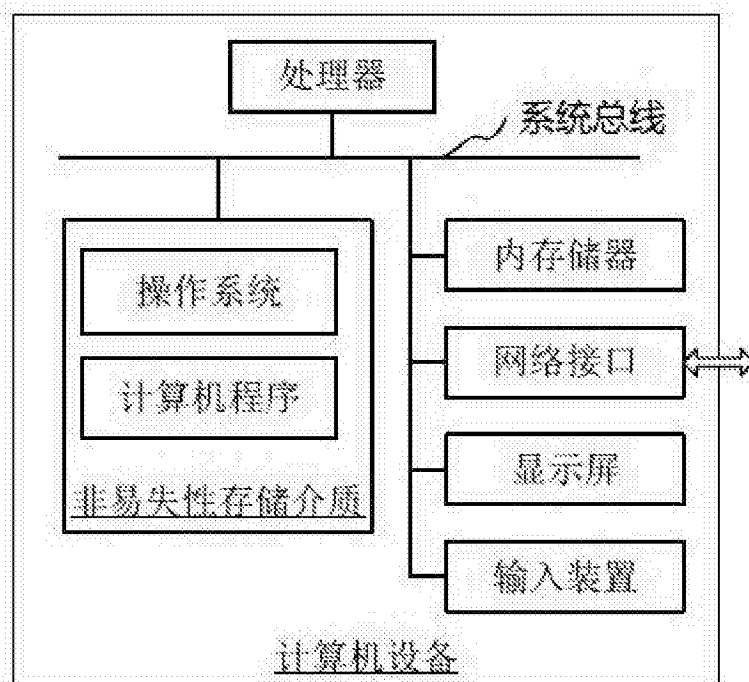 处理器
系统总线
操作系统
计算机程序
非易失性存储介质
内存储器
网络接口
显示屏
输入装置
计算机设备